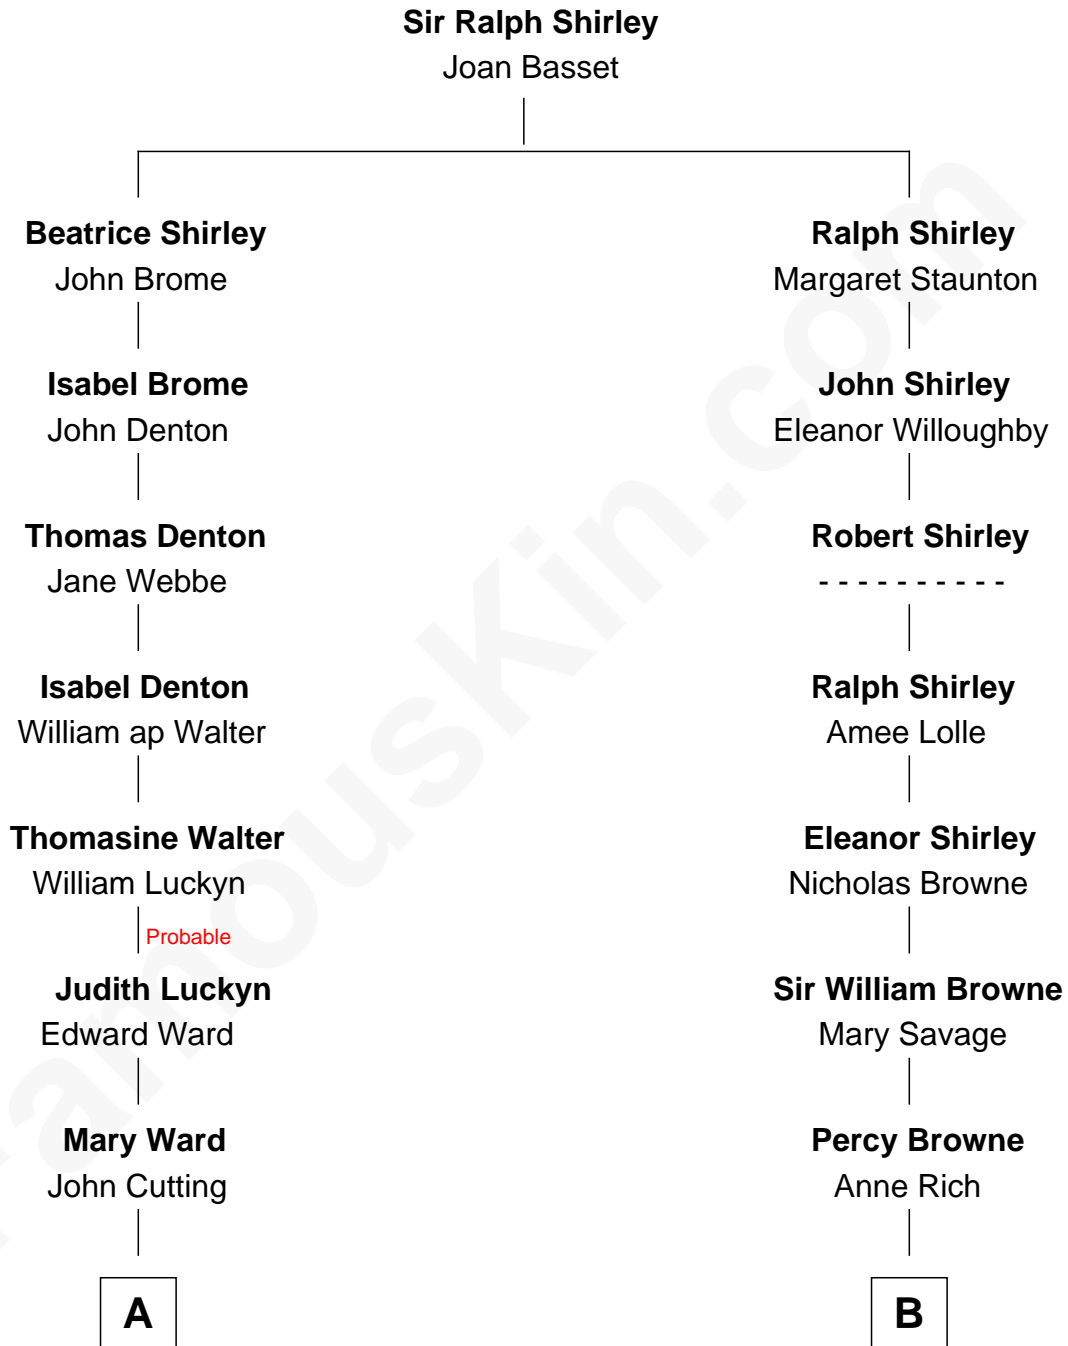 Sir Ralph Shirley
Joan Basset
Beatrice Shirley
John Brome
Ralph Shirley
Margaret Staunton
Isabel Brome
John Denton
John Shirley
Eleanor Willoughby
Thomas Denton
Jane Webbe
Robert Shirley
- - - - - - - - - -
Isabel Denton
William ap Walter
Ralph Shirley
Amee Lolle
Thomasine Walter
William Luckyn
Eleanor Shirley
Nicholas Browne
Probable
Judith Luckyn
Edward Ward
Sir William Browne
Mary Savage
Mary Ward
John Cutting
Percy Browne
Anne Rich
A
B
FamousKin.com